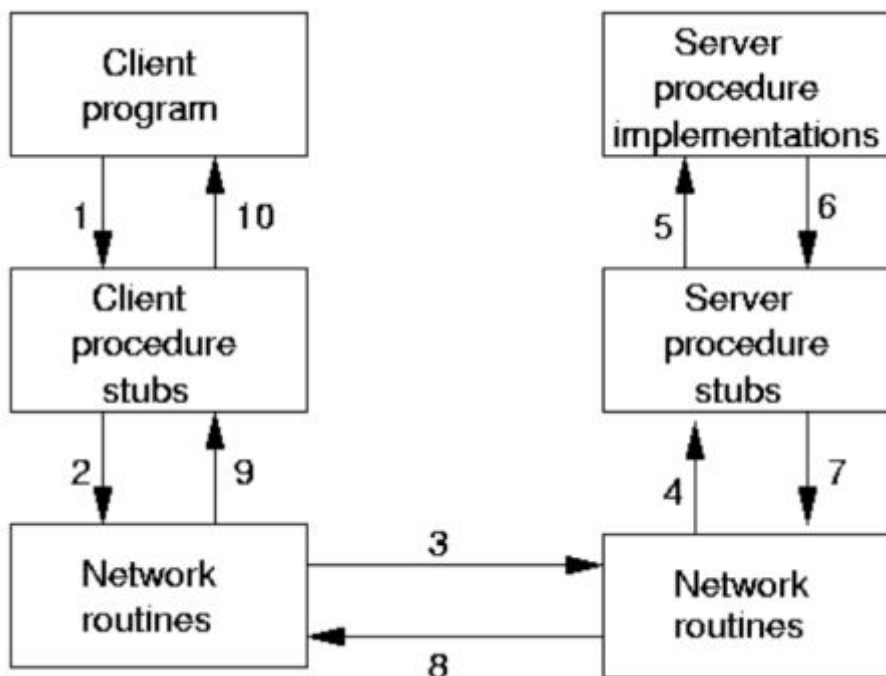 Client
program
Server
procedure
implementations
1
10
5
6
Client
procedure
stubs
Server
procedure
stubs
2
9
4
7
Network
routines
3
8
Network
routines